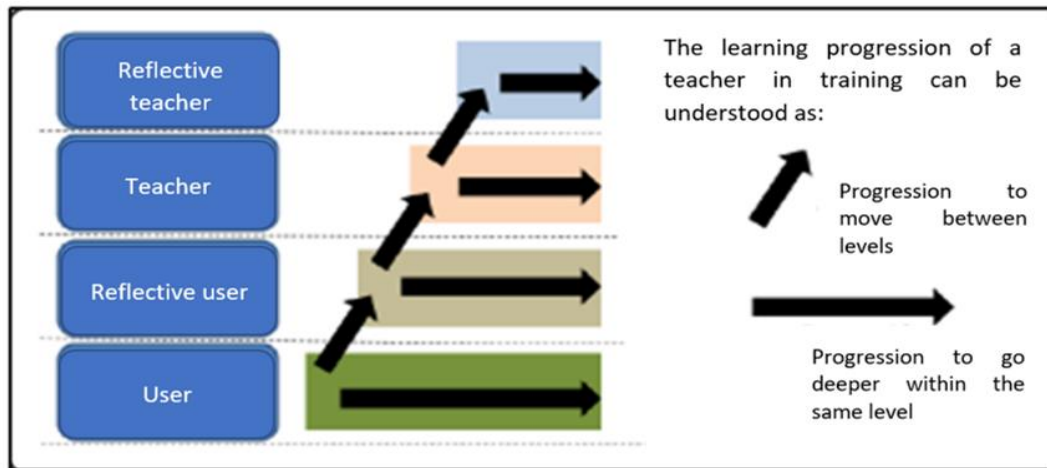 Reflective
teacher
Teacher
Reflective user
User
The learning progression of a
teacher in training can be
understood as:
Progression to
move between
levels
Progression to go
deeper within the
same level